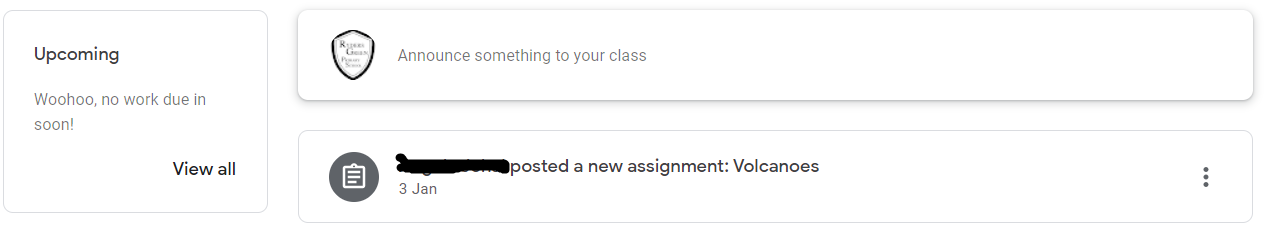 Upcoming
Woohoo, no work due in
soon!
View all
Announce something to your class
posted a new assignment: Volcanoes
3 Jan